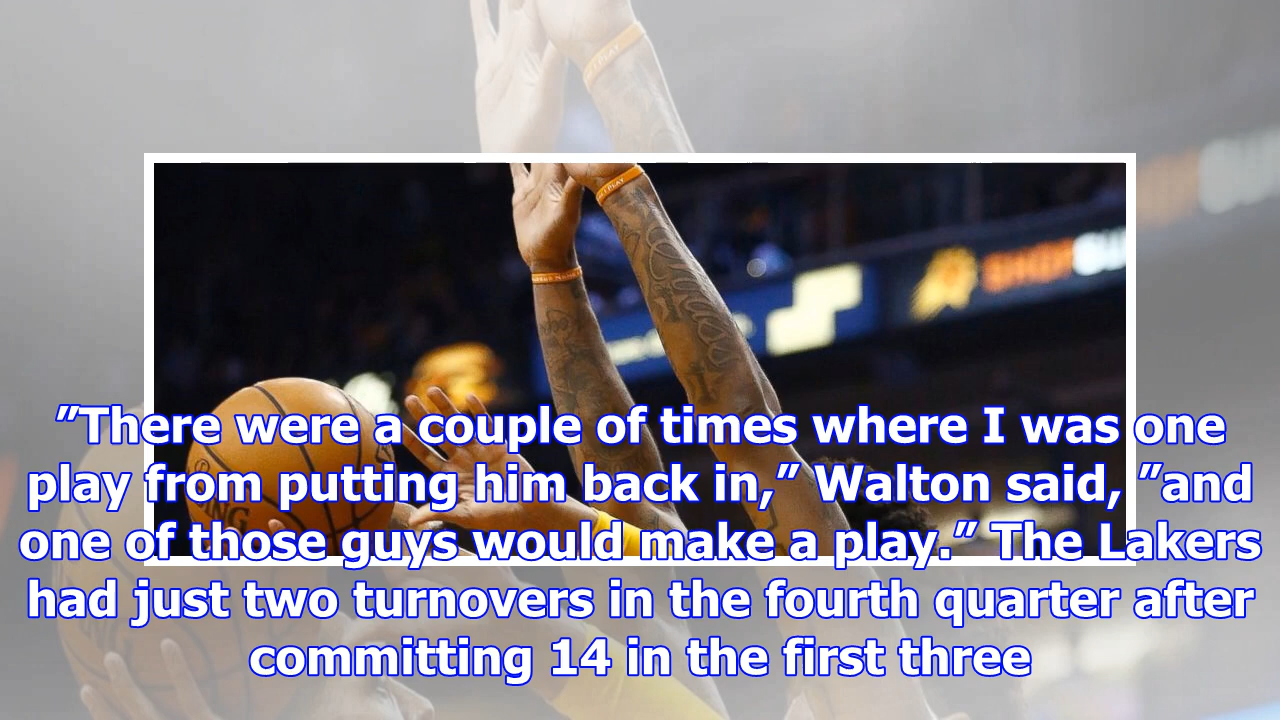 ”There were a couple of times where I was one
play from putting him back in,” Walton said, ”and
one of those guys would make a play.” The Lakers
had just two turnovers in the fourth quarter after
committing 14 in the first three